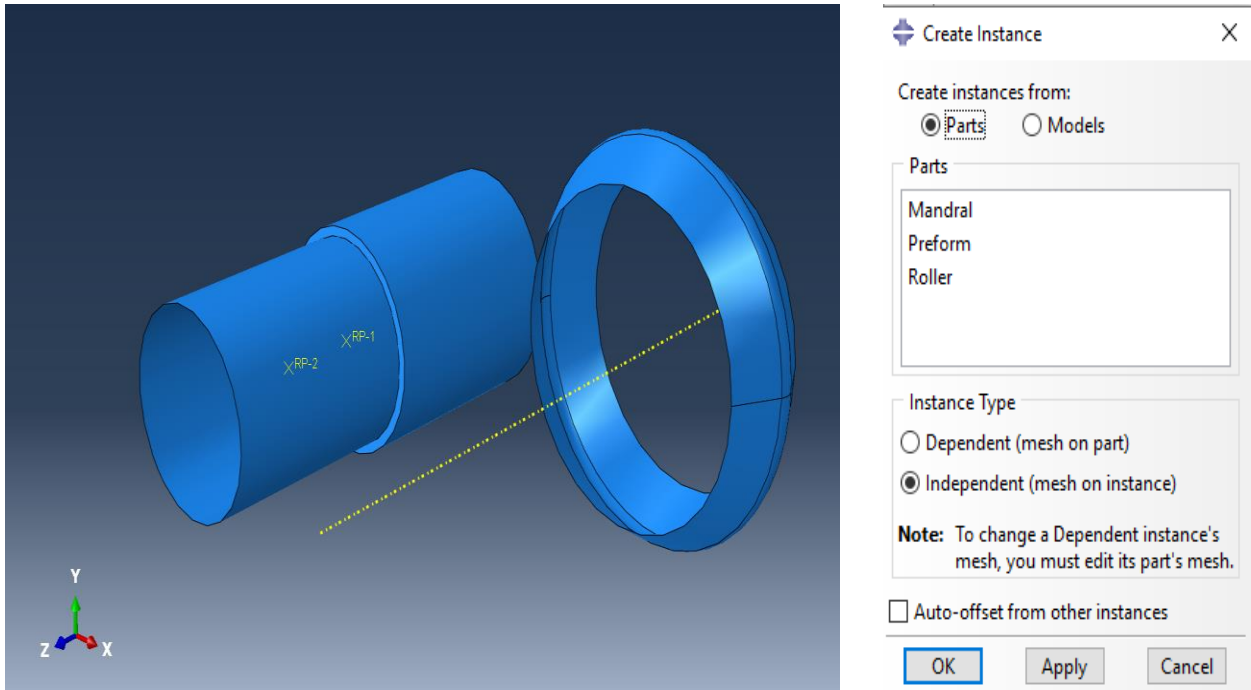 RP-1
RP-2
Y
Z X
Create Instance
Create instances from:
Parts Models
Parts
Mandral
Preform
Roller
Instance Type
Dependent (mesh on part)
Independent (mesh on instance)
Note: To change a Dependent instance's
mesh, you must edit its part's mesh.
Auto-offset from other instances
OK Apply Cancel